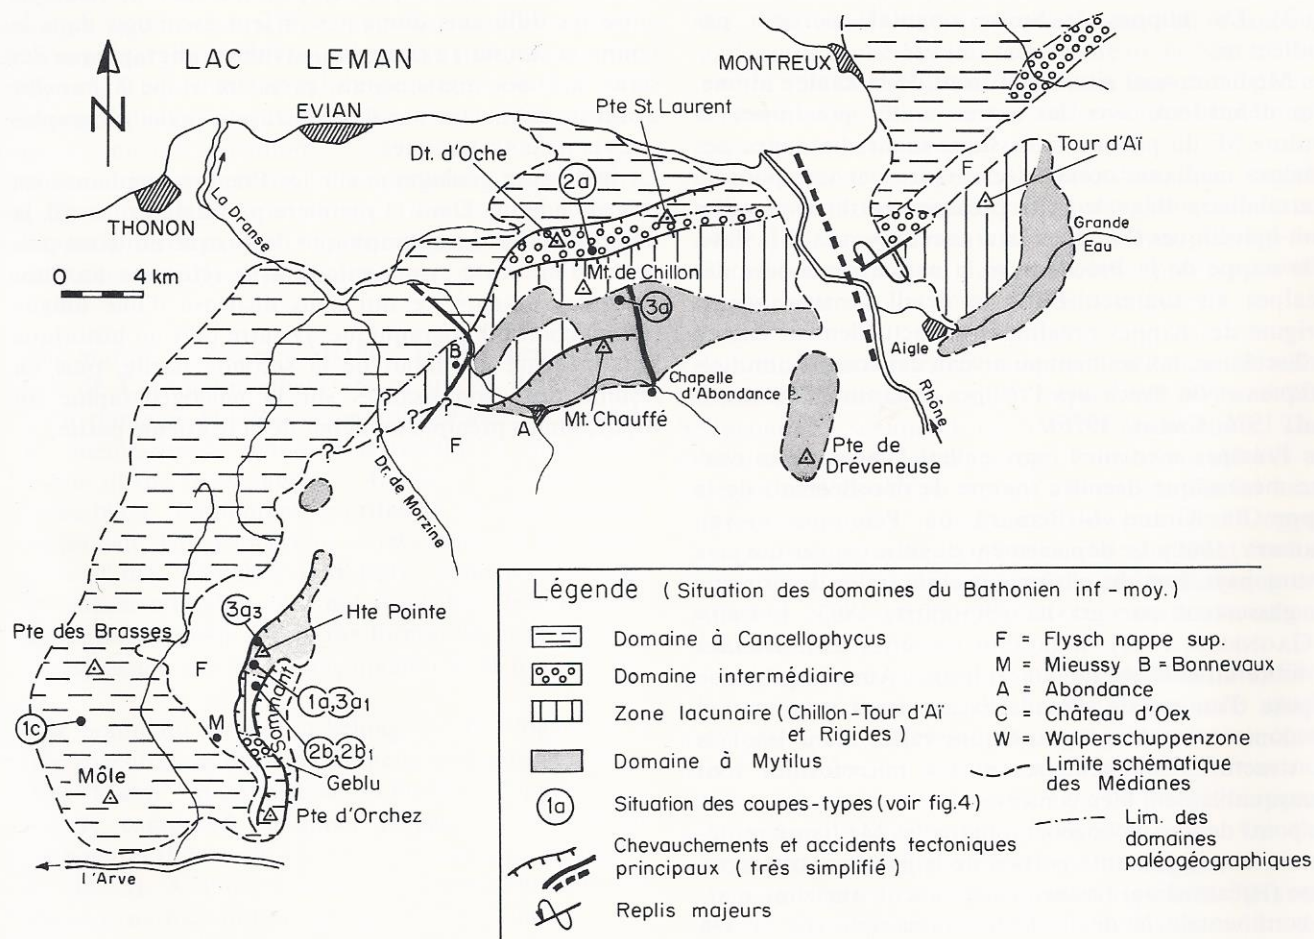 LAC LEMAN
N
EVIAN
THONON
La Dranse
0 4 km
MONTREUX
Pte St. Laurent
Dt. d'Oche
2a
Tour d'Aï
F
Grande
Eau
Mt. de Chillon
3a
Aigle
Rhône
B
Chapelle
d'Abondance
Mt. Chauffé
A
F
? ? ? ?
Dr. de Morzine
Pte de
Dréveneuse
3a3
Hte Pointe
Pte des Brasses
F
1a,3a1
1c
M
Sommant
2b,2b1
Geblu
Môle
Pte d'Orchez
l'Arve
Légende (Situation des domaines du Bathonien inf-moy.)
Domaine à Cancellophycus
Domaine intermédiaire
Zone lacunaire (Chillon-Tour d'Aï
et Rigides)
Domaine à Mytilus
1a Situation des coupes-types (voir fig.4)
Chevauchements et accidents tectoniques
principaux (très simplifié)
Replis majeurs
F = Flysch nappe sup.
M = Mieussy B = Bonnevaux
A = Abondance
C = Château d'Oex
W = Walperschuppenzone
Limite schématique
des Médianes
Lim. des
domaines
paléogéographiques